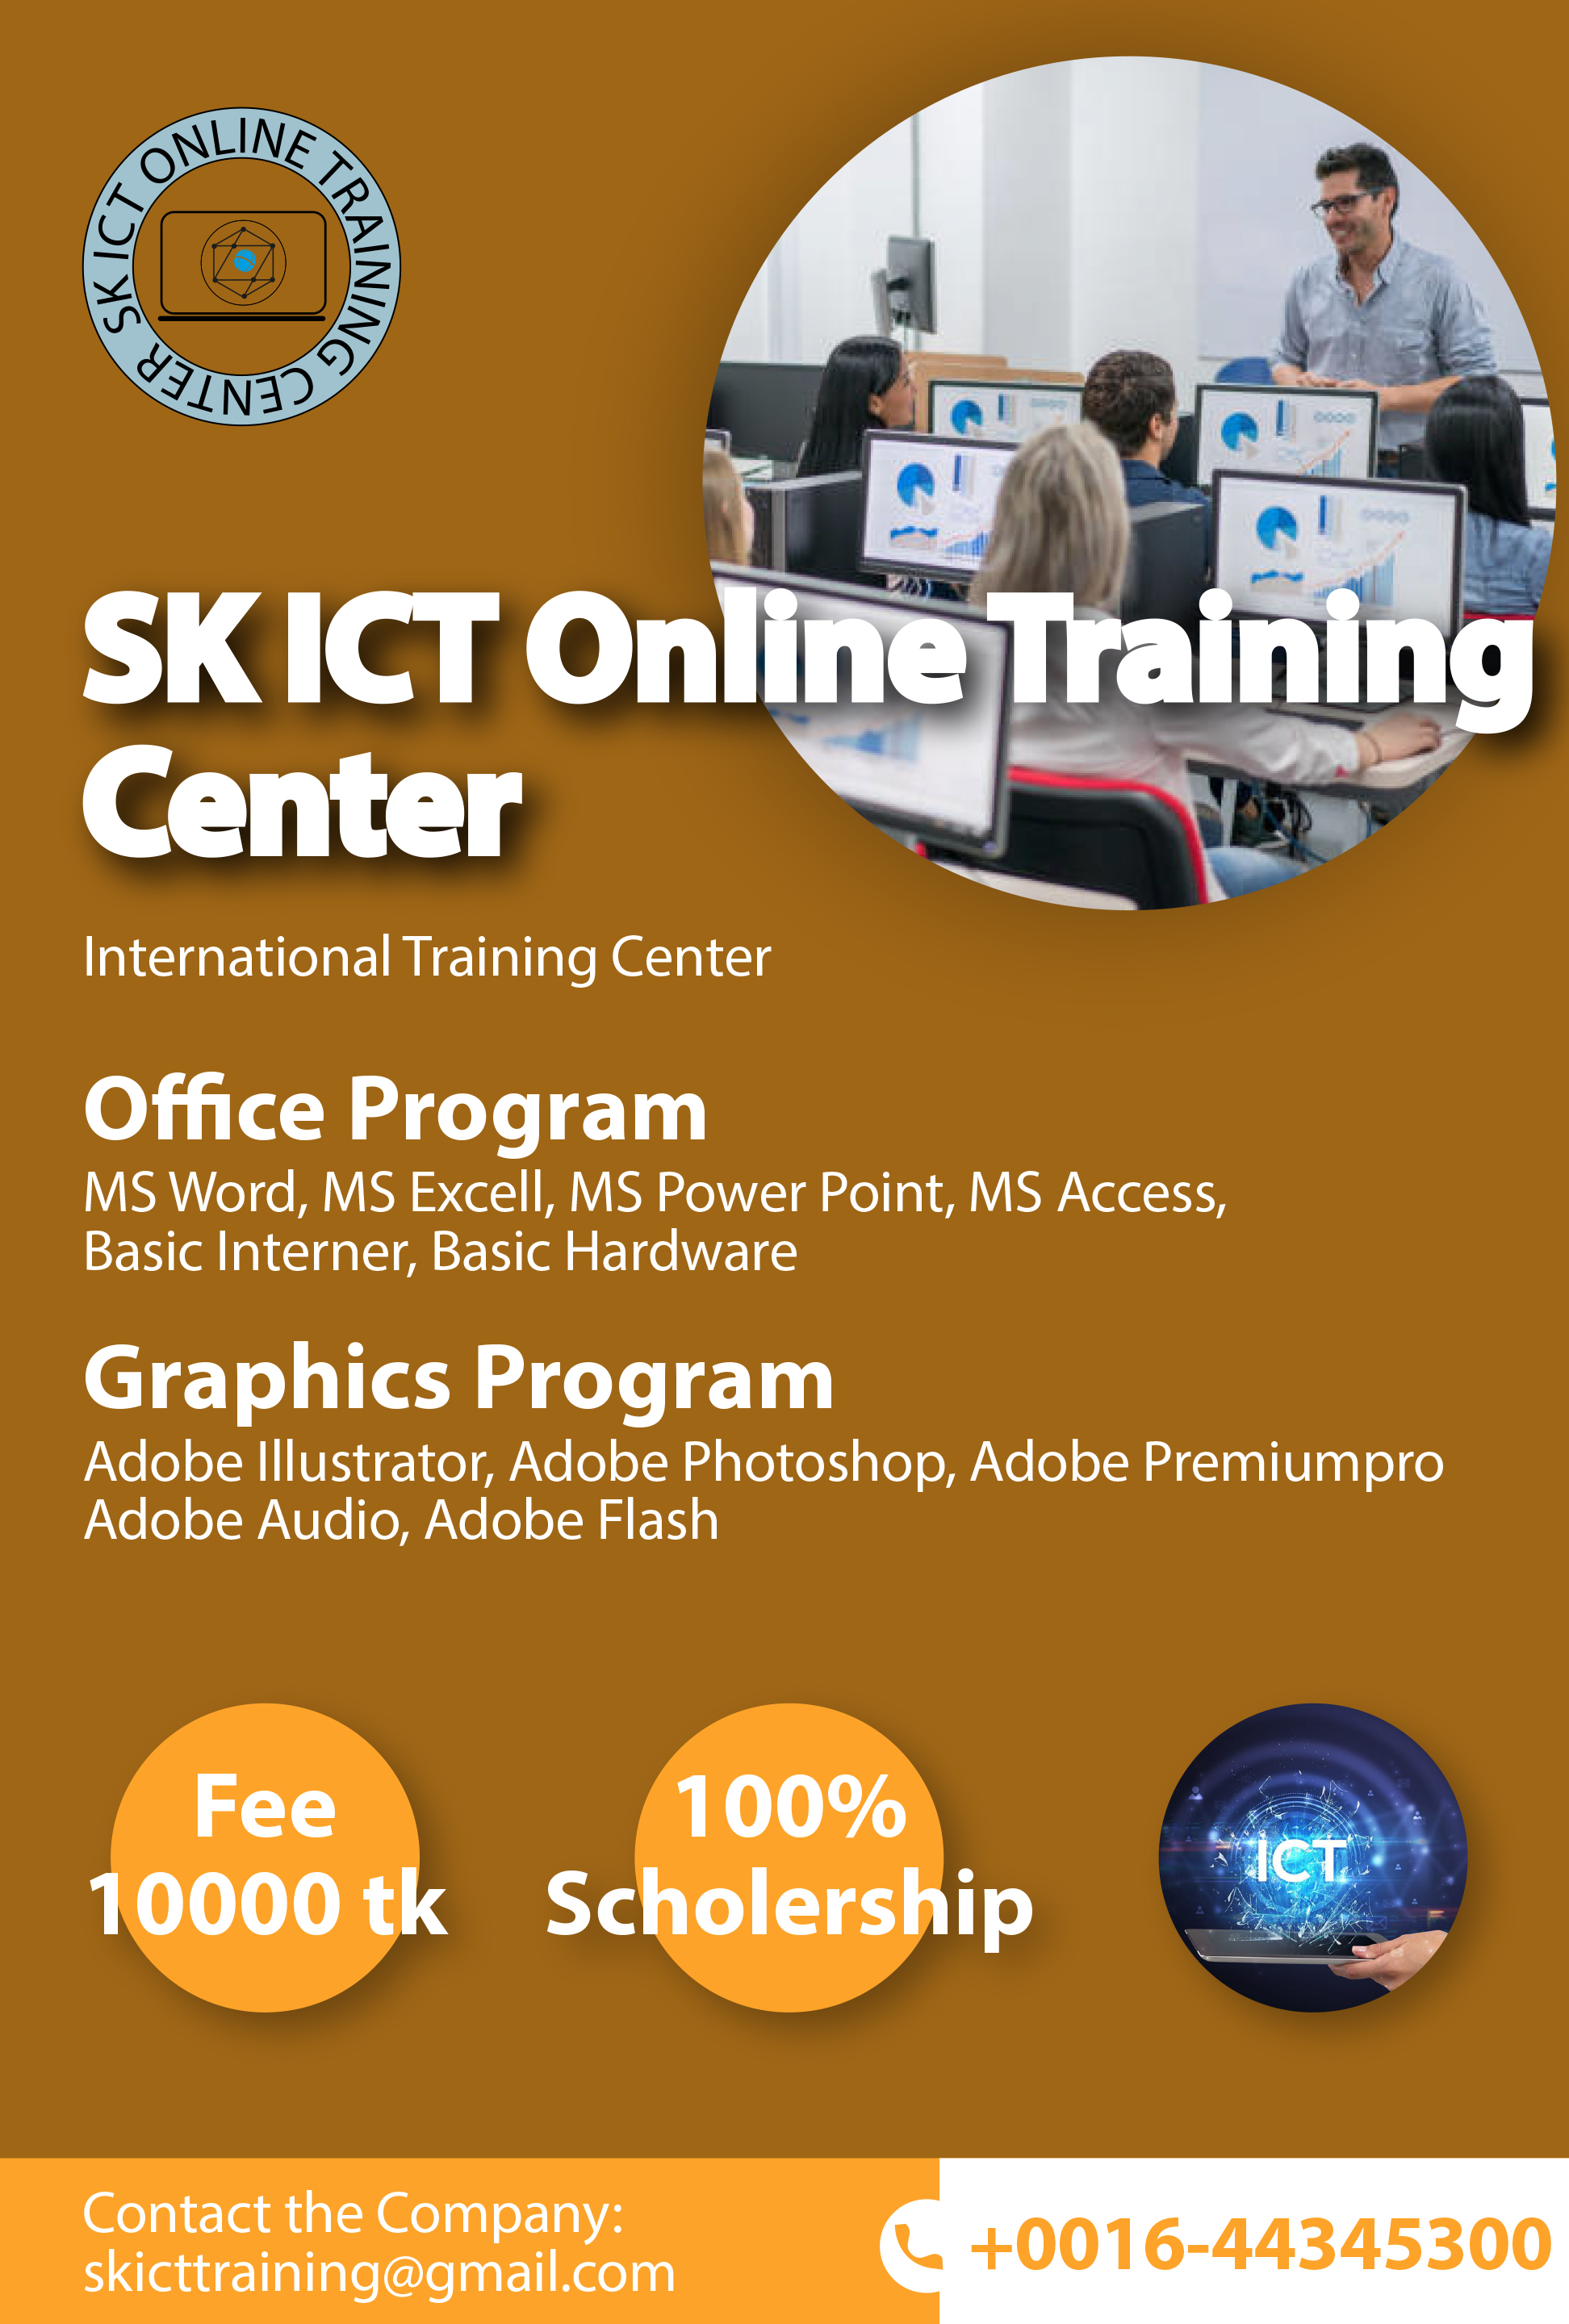 SK ICT ONLINE TRAINING CENTER
SK ICT Online Training
Center
International Training Center
Office Program
MS Word, MS Excell, MS Power Point, MS Access,
Basic Interner, Basic Hardware
Graphics Program
Adobe Illustrator, Adobe Photoshop, Adobe Premiumpro
Adobe Audio, Adobe Flash
Fee
10000 tk
100%
Scholership
ICT
Contact the Company:
skicttraining@gmail.com
+0016-44345300